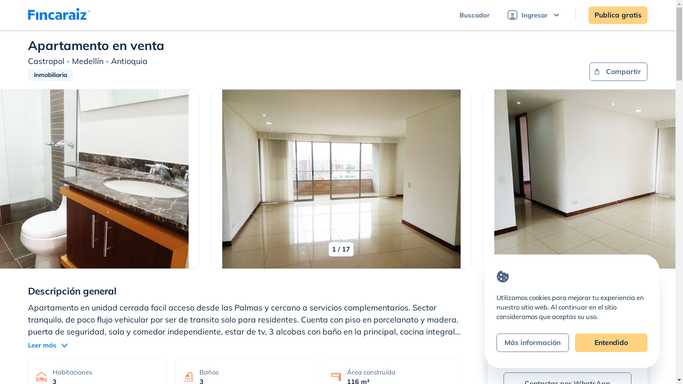 Fincaraiz
Buscador
Ingresar
Publica gratis
Apartamento en venta
Castropol - Medellín - Antioquia
Inmobiliaria
Compartir
1 / 17
Descripción general
Apartamento en unidad cerrada facil acceso desde las Palmas y cercano a servicios complementarios. Sector
tranquilo, de poco flujo vehicular por ser de transito solo para residentes. Cuenta con piso en porcelanato y madera,
puerta de seguridad, sala y comedor independiente, estar de tv, 3 alcobas con baño en la principal, cocina integral...
Leer más
Habitaciones
3
Baños
3
Área construida
116 m²
Utilizamos cookies para mejorar tu experiencia en
nuestro sitio web. Al continuar en el sitio
consideramos que aceptas su uso.
Más información
Entendido
Contactar por WhatsApp